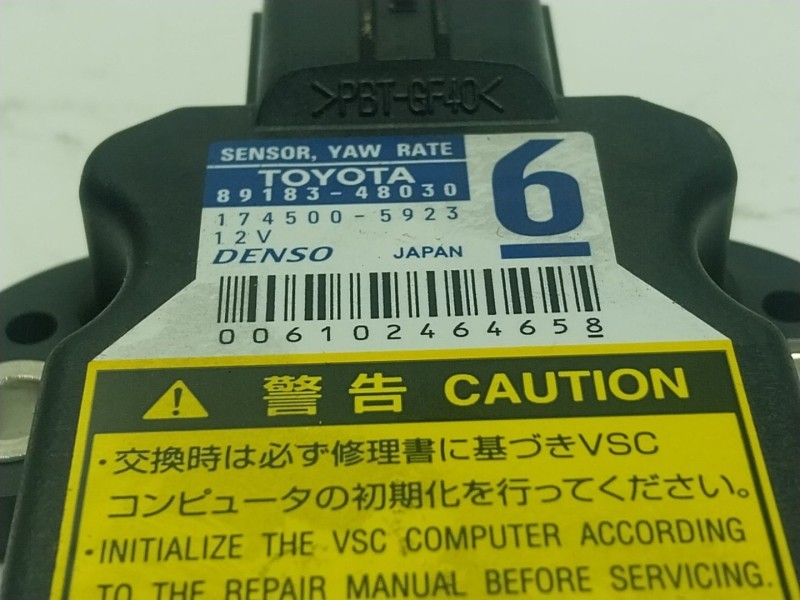 >PBT-GF40<
SENSOR, YAW RATE
TOYOTA
89183-48030
6
174500-5923
12V
DENSO JAPAN
006102464658
警告 CAUTION
・交換時は必ず修理書に基づきVSC
コンピュータの初期化を行ってください。
・INITIALIZE THE VSC COMPUTER ACCORDING
TO THE REPAIR MANUAL BEFORE SERVICING.